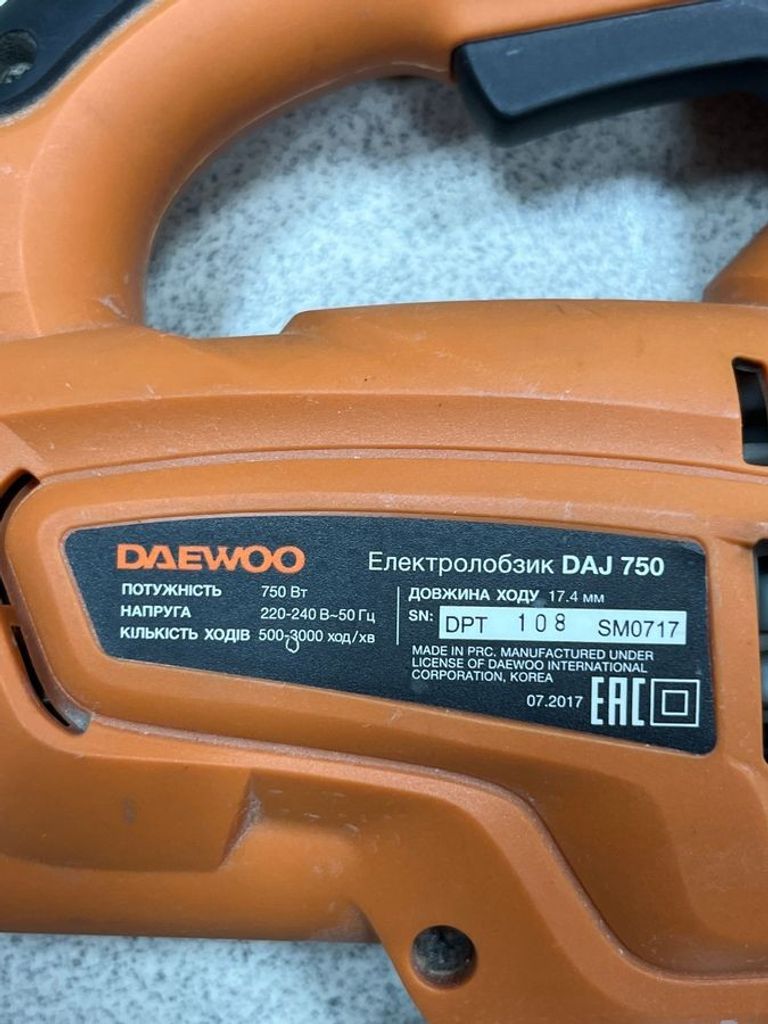 DAEWOO
Електролобзик DAJ 750
ПОТУЖНІСТЬ 750 Вт
НАПРУГА 220-240 В~50 Гц
КІЛЬКІСТЬ ХОДІВ 500-3000 ход/хв
ДОВЖИНА ХОДУ 17.4 мм
SN: DPT 108 SM0717
MADE IN PRC. MANUFACTURED UNDER
LICENSE OF DAEWOO INTERNATIONAL
CORPORATION, KOREA
07.2017 EAC